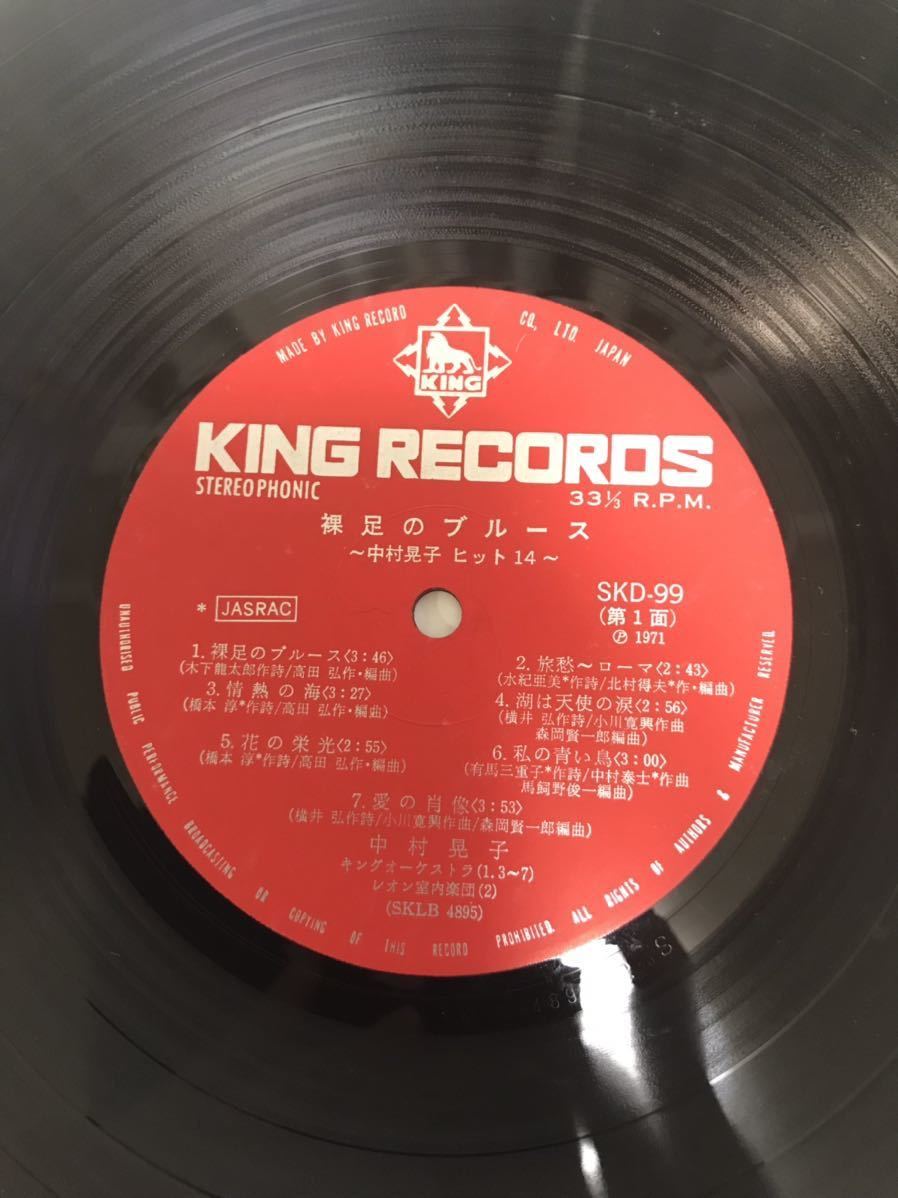 MADE BY KING RECORD CO., LTD. JAPAN
KING
KING RECORDS
STEREOPHONIC
33⅓ R.P.M.
裸足のブルース
～中村晃子 ヒット14～
* JASRAC
SKD-99
(第1面)
Ⓟ 1971
1. 裸足のブルース〈3:46〉
(木下龍太郎作詩/高田 弘作・編曲)
2. 旅愁～ローマ〈2:43〉
(水紀亜美*作詩/北村得夫*作・編曲)
3. 情熱の海〈3:27〉
(橋本 淳*作詩/高田 弘作・編曲)
4. 湖は天使の涙〈2:56〉
(横井 弘作詩/小川寛興作曲
森岡賢一郎編曲)
5. 花の栄光〈2:55〉
(橋本 淳*作詩/高田 弘作・編曲)
6. 私の青い鳥〈3:00〉
(有馬三重子*作詩/中村泰士*作曲
馬飼野俊一編曲)
7. 愛の肖像〈3:53〉
(横井 弘作詩/小川寛興作曲/森岡賢一郎編曲)
中村晃子
キングオーケストラ(1.3~7)
レオン室内楽団(2)
(SKLB 4895)
UNAUTHORISED PUBLIC PERFORMANCE BROADCASTING OR COPYING OF THIS RECORD PROHIBITED. ALL RIGHTS OF AUTHORS & MANUFACTURER RESERVED.